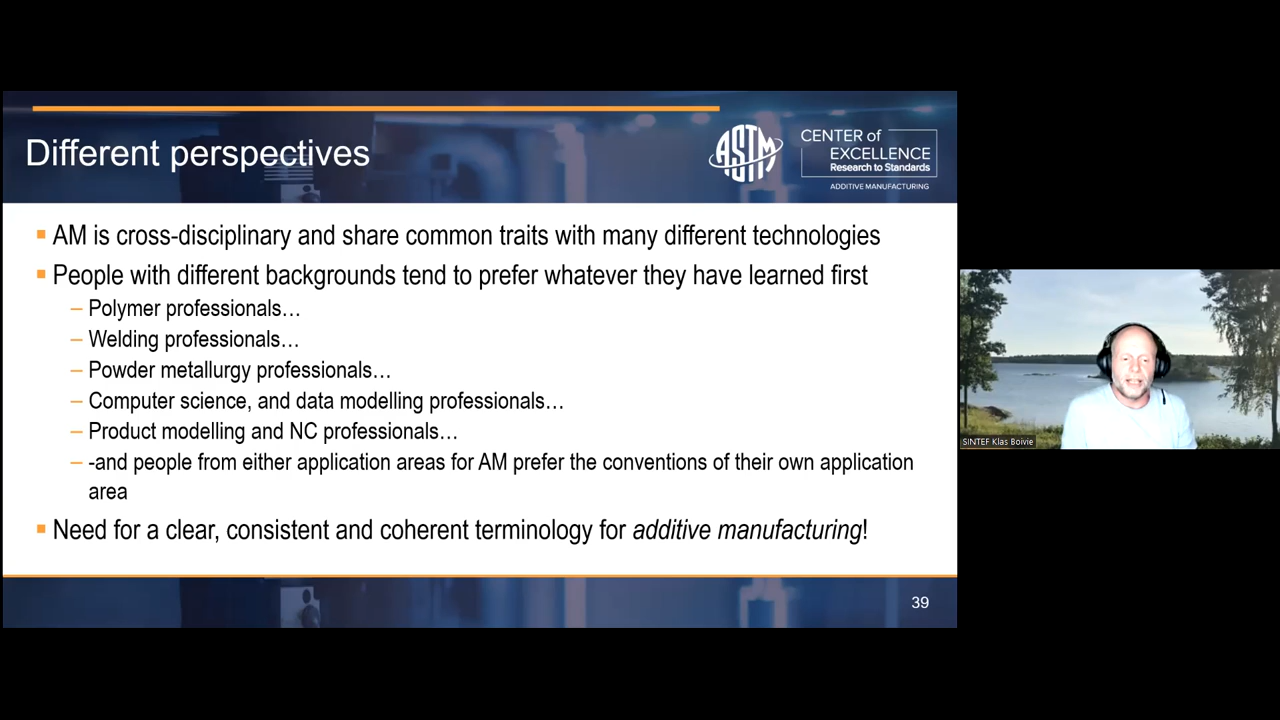 Different perspectives
ASTM
CENTER of
EXCELLENCE
Research to Standards
ADDITIVE MANUFACTURING
▪ AM is cross-disciplinary and share common traits with many different technologies
▪ People with different backgrounds tend to prefer whatever they have learned first
– Polymer professionals…
– Welding professionals…
– Powder metallurgy professionals…
– Computer science, and data modelling professionals…
– Product modelling and NC professionals…
– -and people from either application areas for AM prefer the conventions of their own application
area
▪ Need for a clear, consistent and coherent terminology for additive manufacturing!
39
SINTEF Klas Boivie